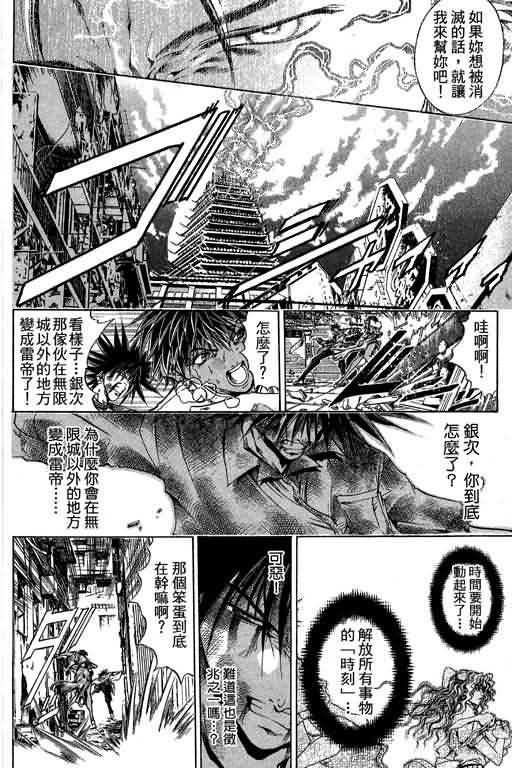 如果妳想被消
滅的話，就讓
我來幫妳吧！
哇啊啊！
怎麼了？
看樣子…銀次
那傢伙在無限
城以外的地方
變成雷帝了！
銀次，你到底
怎麼了？
為什麼你會在無
限城以外的地方
變成雷帝……
時間要開始
動起來了…
解放所有事物
的「時刻」…
可惡！
難道這也是徵
兆之一嗎…？
那個笨蛋到底
在幹嘛啊？